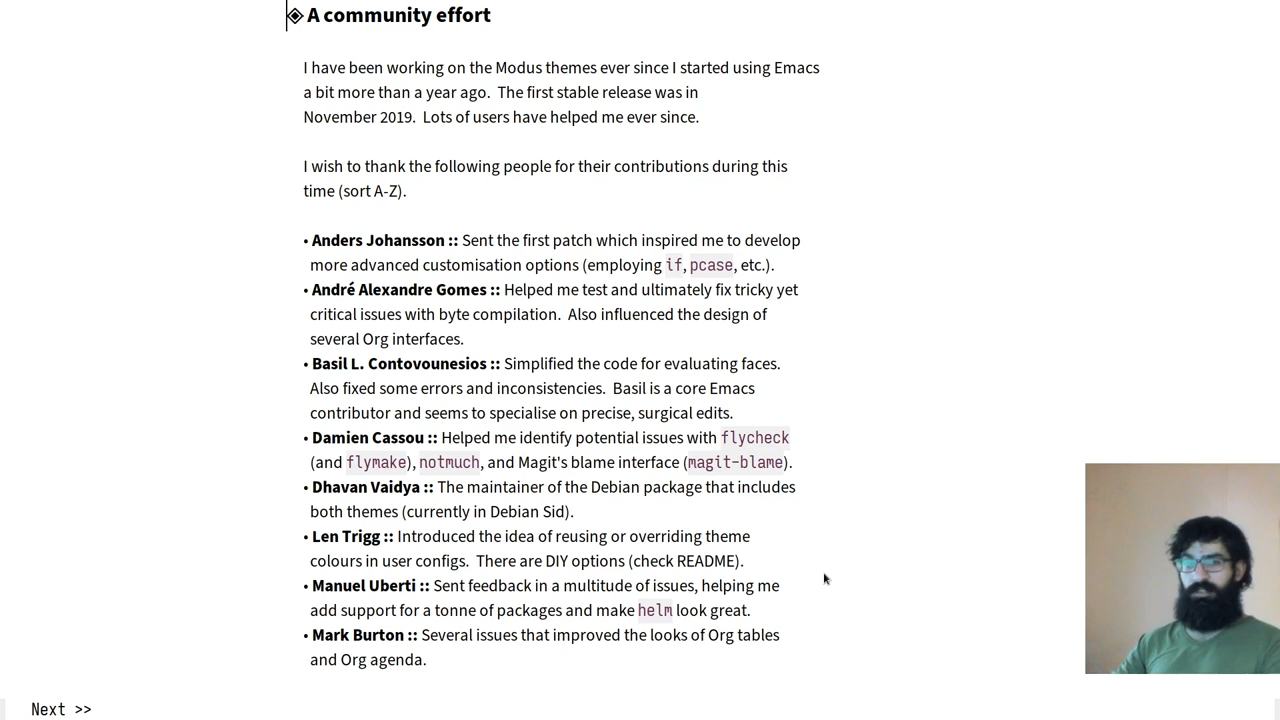 ◈ A community effort
I have been working on the Modus themes ever since I started using Emacs
a bit more than a year ago.  The first stable release was in
November 2019.  Lots of users have helped me ever since.
I wish to thank the following people for their contributions during this
time (sort A-Z).
• Anders Johansson :: Sent the first patch which inspired me to develop
more advanced customisation options (employing if, pcase, etc.).
• André Alexandre Gomes :: Helped me test and ultimately fix tricky yet
critical issues with byte compilation.  Also influenced the design of
several Org interfaces.
• Basil L. Contovounesios :: Simplified the code for evaluating faces.
Also fixed some errors and inconsistencies.  Basil is a core Emacs
contributor and seems to specialise on precise, surgical edits.
• Damien Cassou :: Helped me identify potential issues with flycheck
(and flymake), notmuch, and Magit's blame interface (magit-blame).
• Dhavan Vaidya :: The maintainer of the Debian package that includes
both themes (currently in Debian Sid).
• Len Trigg :: Introduced the idea of reusing or overriding theme
colours in user configs.  There are DIY options (check README).
• Manuel Uberti :: Sent feedback in a multitude of issues, helping me
add support for a tonne of packages and make helm look great.
• Mark Burton :: Several issues that improved the looks of Org tables
and Org agenda.
Next >>